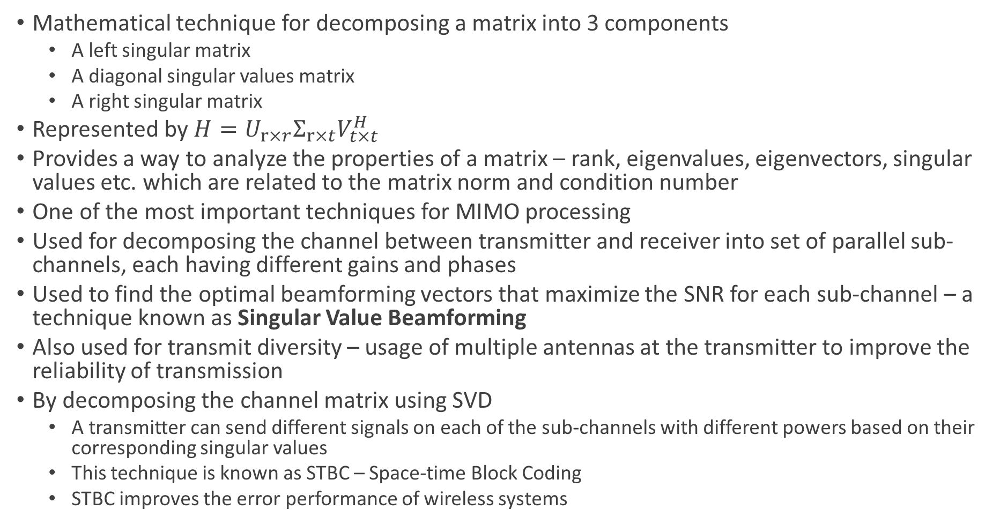 • Mathematical technique for decomposing a matrix into 3 components
• A left singular matrix
• A diagonal singular values matrix
• A right singular matrix
• Represented by $H = U_{\mathrm{r}\times r}\Sigma_{\mathrm{r}\times t}V_{t\times t}^{H}$
• Provides a way to analyze the properties of a matrix – rank, eigenvalues, eigenvectors, singular
values etc. which are related to the matrix norm and condition number
• One of the most important techniques for MIMO processing
• Used for decomposing the channel between transmitter and receiver into set of parallel sub-
channels, each having different gains and phases
• Used to find the optimal beamforming vectors that maximize the SNR for each sub-channel – a
technique known as Singular Value Beamforming
• Also used for transmit diversity – usage of multiple antennas at the transmitter to improve the
reliability of transmission
• By decomposing the channel matrix using SVD
• A transmitter can send different signals on each of the sub-channels with different powers based on their
corresponding singular values
• This technique is known as STBC – Space-time Block Coding
• STBC improves the error performance of wireless systems